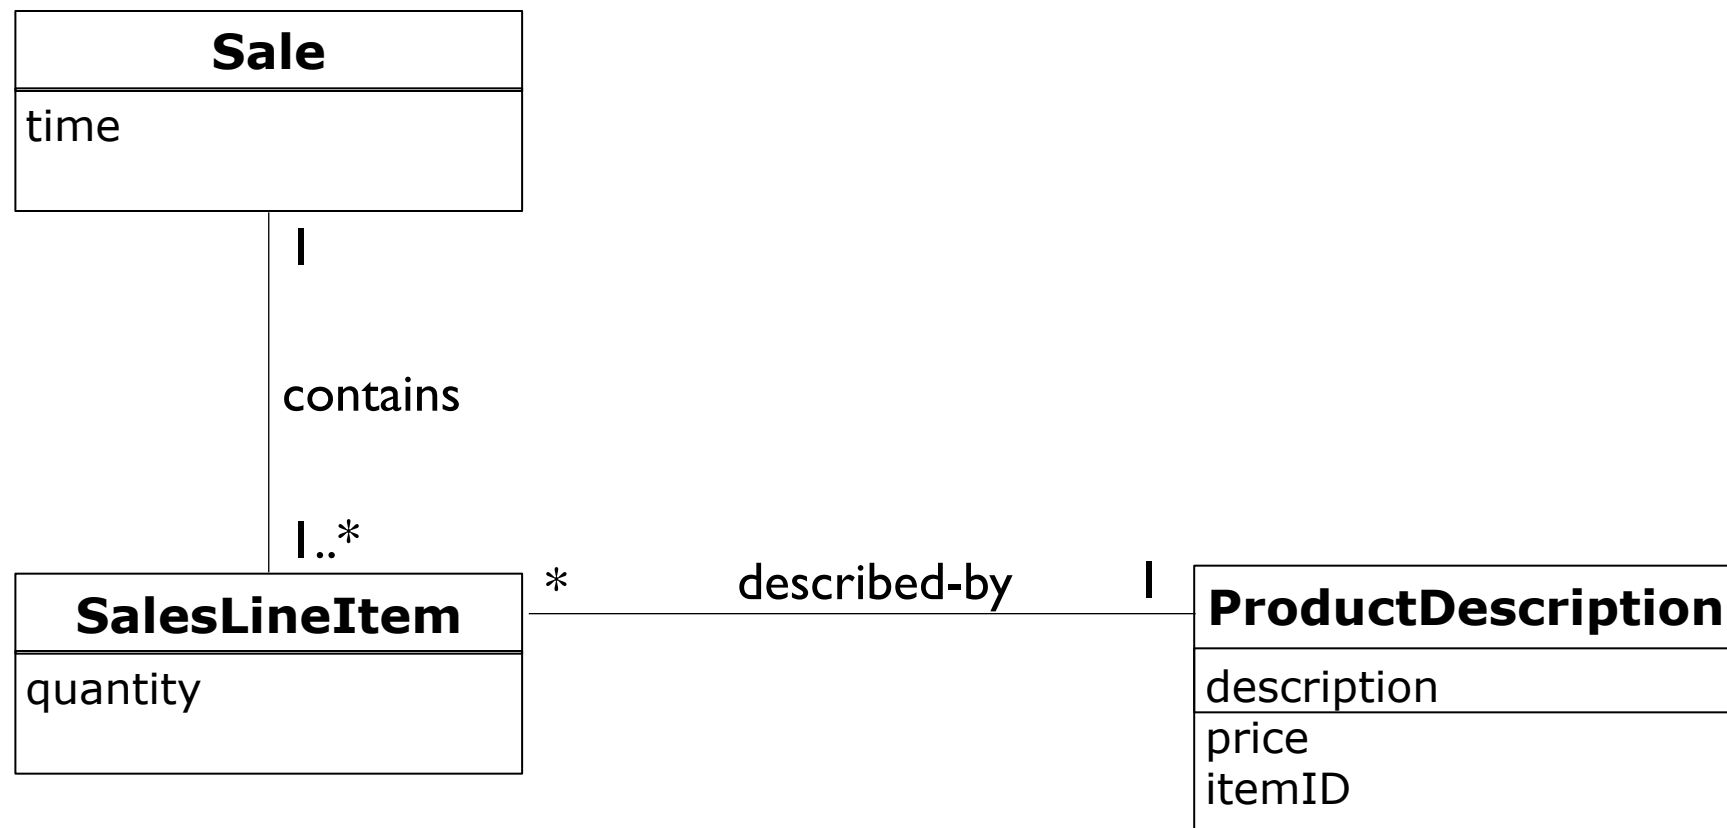 Sale
time
1
contains
1..*
* described-by 1
SalesLineItem
quantity
ProductDescription
description
price
itemID